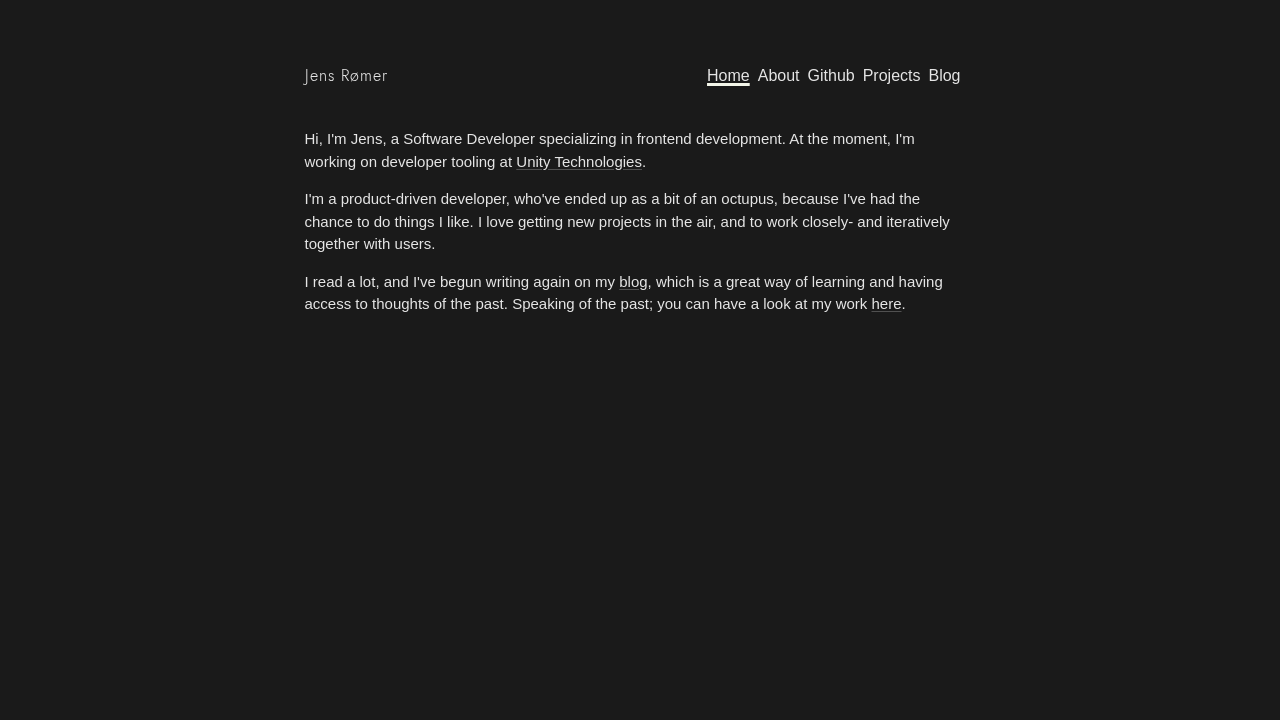 Jens Rømer
Home About Github Projects Blog
Hi, I'm Jens, a Software Developer specializing in frontend development. At the moment, I'm
working on developer tooling at Unity Technologies.
I'm a product-driven developer, who've ended up as a bit of an octupus, because I've had the
chance to do things I like. I love getting new projects in the air, and to work closely- and iteratively
together with users.
I read a lot, and I've begun writing again on my blog, which is a great way of learning and having
access to thoughts of the past. Speaking of the past; you can have a look at my work here.